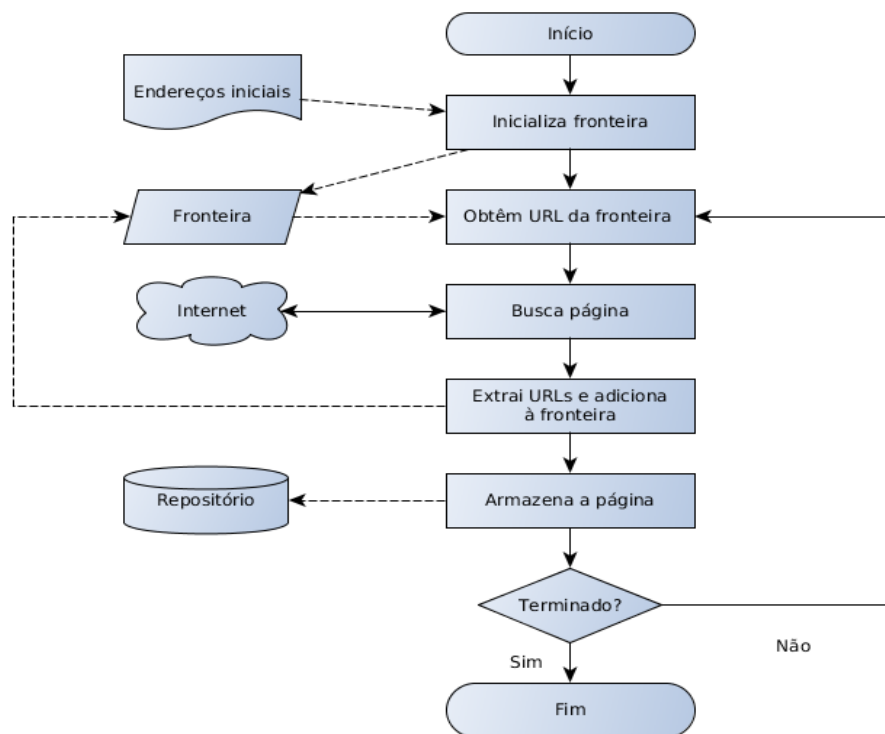 Início
Endereços iniciais
Inicializa fronteira
Fronteira
Obtêm URL da fronteira
Internet
Busca página
Extrai URLs e adiciona
à fronteira
Repositório
Armazena a página
Terminado?
Não
Sim
Fim